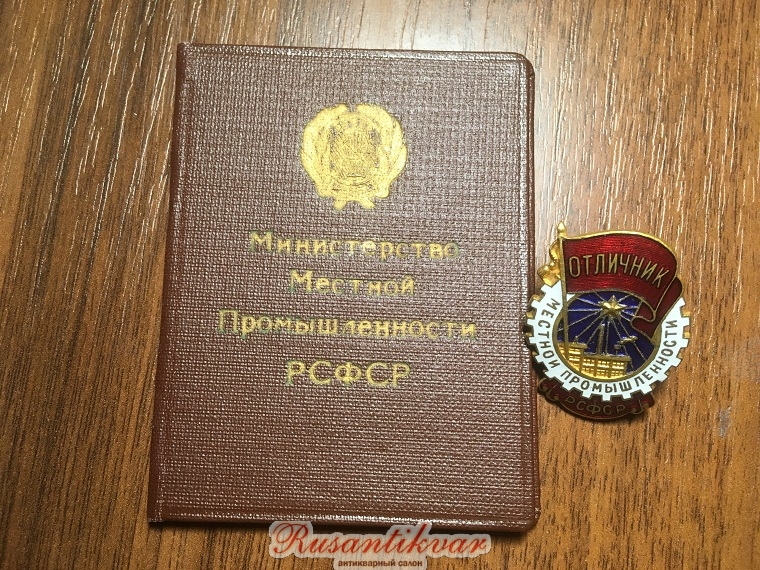 Министерство
Местной
Промышленности
РСФСР
ОТЛИЧНИК
МЕСТНОЙ ПРОМЫШЛЕННОСТИ
РСФСР
Rusantikvar
антикварный салон